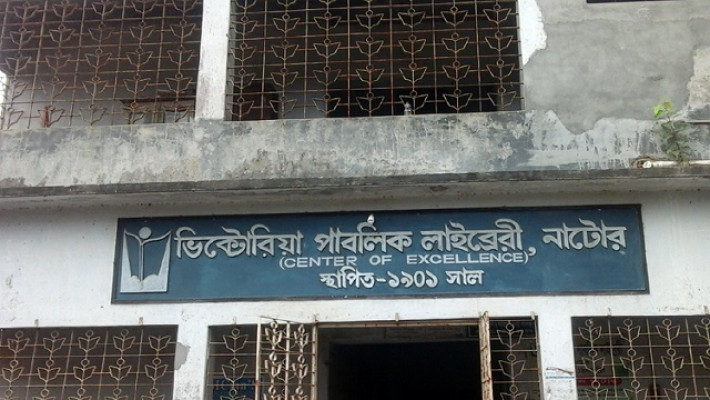 ভিক্টোরিয়া পাবলিক লাইব্রেরী, নাটোর
(CENTER OF EXCELLENCE)
স্থাপিত-১৯০১ সাল